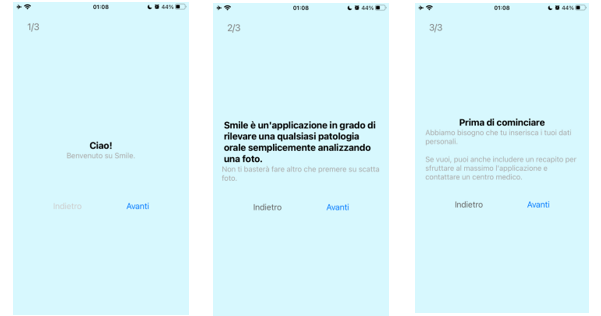 01:08
44%
1/3
Ciao!
Benvenuto su Smile.
Indietro
Avanti
01:08
44%
2/3
Smile è un'applicazione in grado di
rilevare una qualsiasi patologia
orale semplicemente analizzando
una foto.
Non ti basterà fare altro che premere su scatta
foto.
Indietro
Avanti
01:08
44%
3/3
Prima di cominciare
Abbiamo bisogno che tu inserisca i tuoi dati
personali.
Se vuoi, puoi anche includere un recapito per
sfruttare al massimo l'applicazione e
contattare un centro medico.
Indietro
Avanti